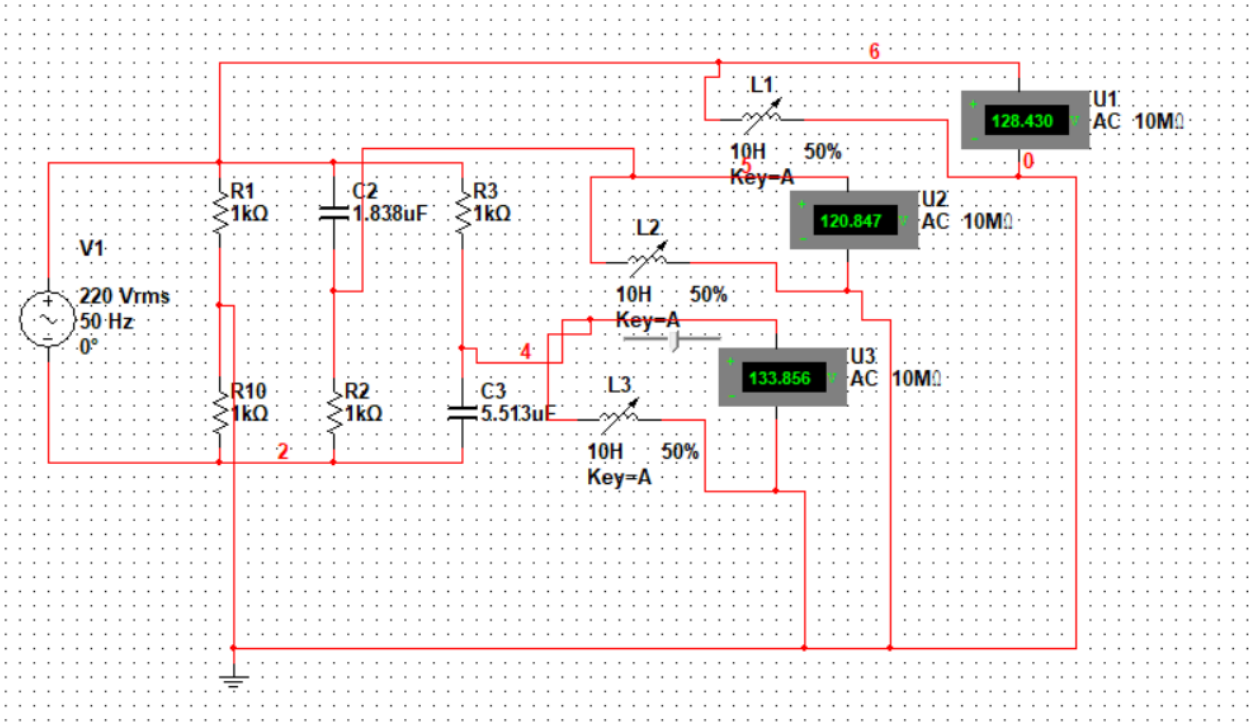 6
L1
U1
128.430
AC 10MΩ
10H 50%
Key=A
0
5
R1
1kΩ
C2
1.838uF
R3
1kΩ
U2
120.847
AC 10MΩ
L2
V1
220 Vrms
50 Hz
0°
10H 50%
Key=A
4
U3
133.856
AC 10MΩ
R10
1kΩ
R2
1kΩ
C3
5.513uF
L3
2
10H 50%
Key=A